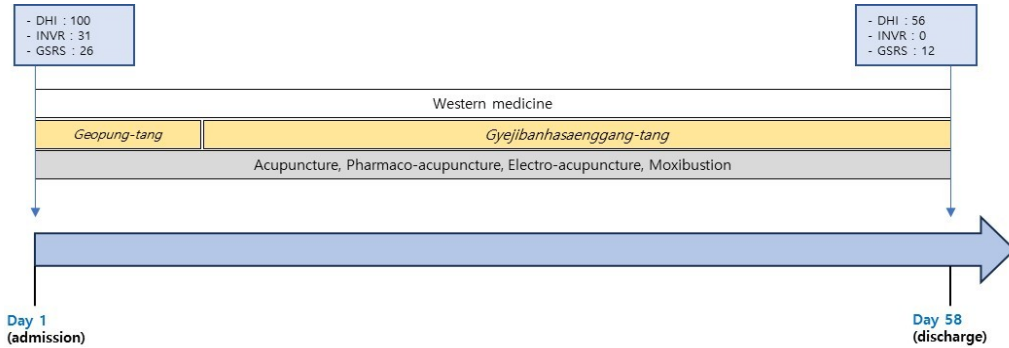 - DHI : 100
- INVR : 31
- GSRS : 26
- DHI : 56
- INVR : 0
- GSRS : 12
Western medicine
Geopung-tang
Gyejibanhasaenggang-tang
Acupuncture, Pharmaco-acupuncture, Electro-acupuncture, Moxibustion
Day 1
(admission)
Day 58
(discharge)